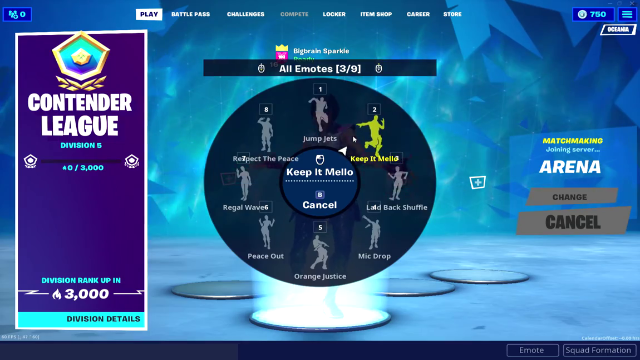 0
PLAY
BATTLE PASS
CHALLENGES
COMPETE
LOCKER
ITEM SHOP
CAREER
STORE
750
OCEANIA
Bigbrain Sparkle
Ready
All Emotes [3/9]
CONTENDER
LEAGUE
DIVISION 5
0 / 3,000
DIVISION RANK UP IN
3,000
DIVISION DETAILS
1
Jump Jets
2
Keep It Mello
8
Respect The Peace
7
Regal Wave
Keep It Mello
B
Cancel
Laid Back Shuffle
6
Peace Out
4
Mic Drop
5
Orange Justice
MATCHMAKING
Joining server...
ARENA
CHANGE
CANCEL
Emote
Squad Formation